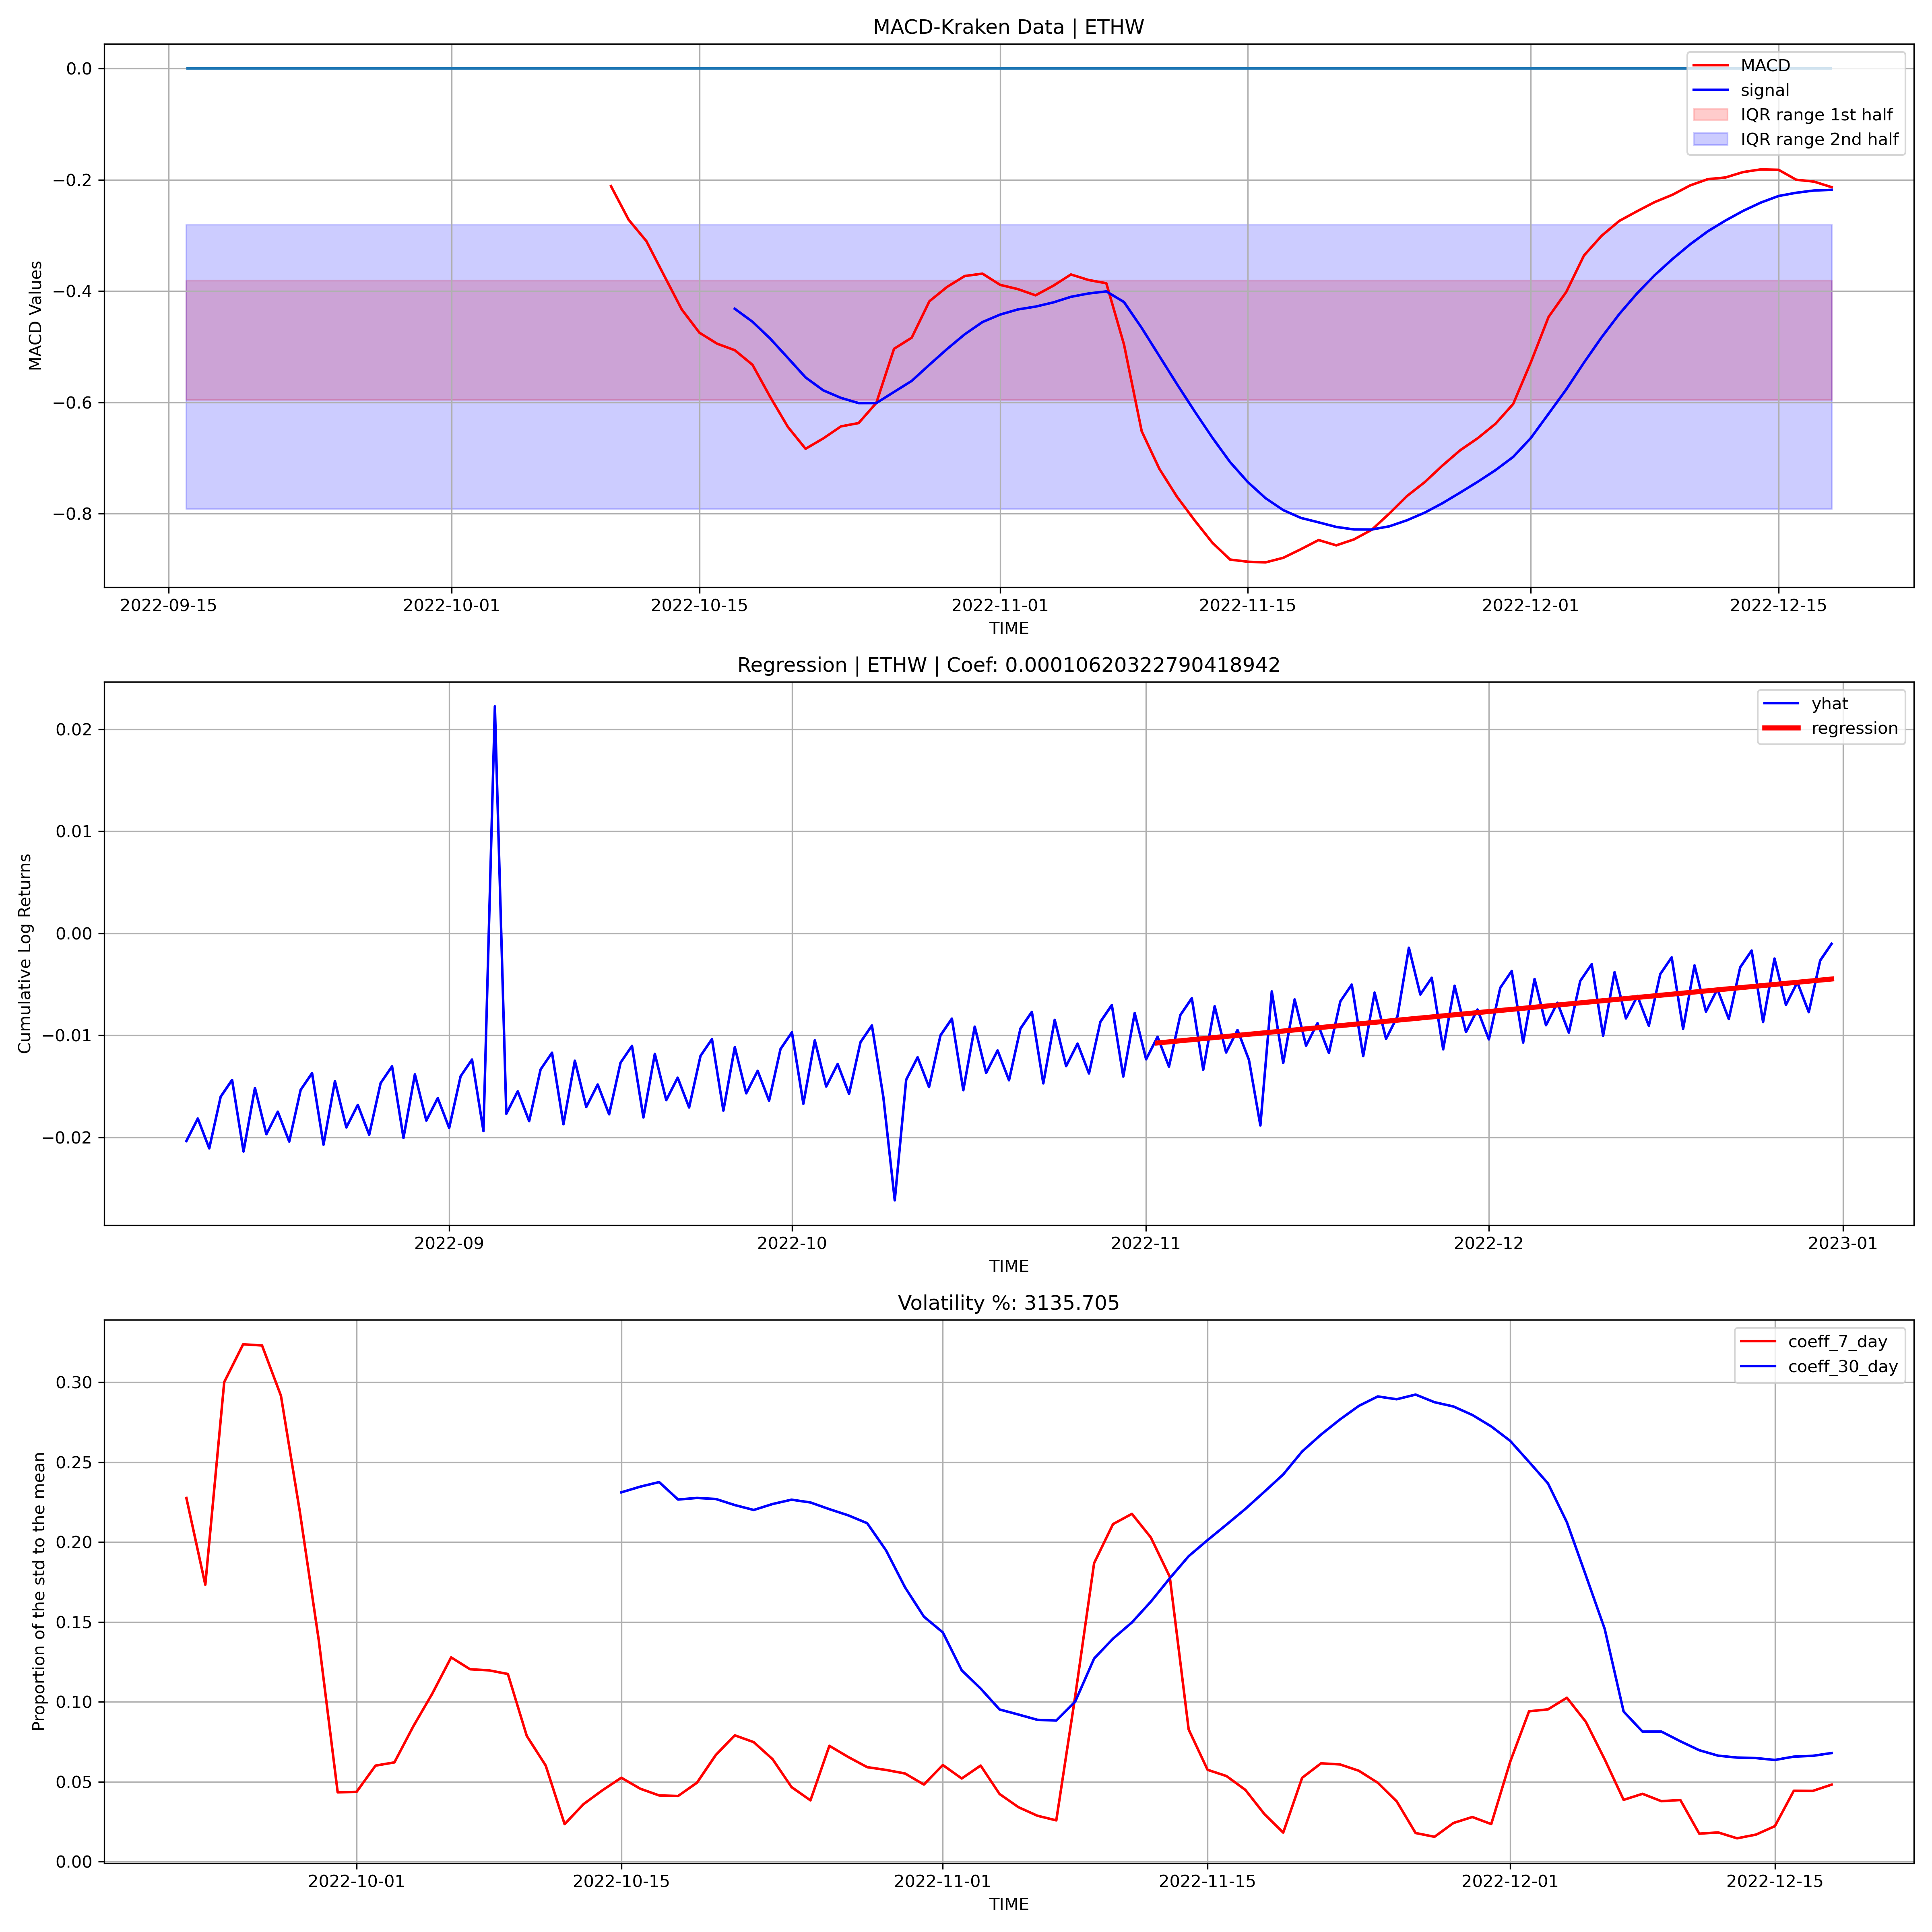 MACD-Kraken Data | ETHW
MACD Values
0.0
−0.2
−0.4
−0.6
−0.8
MACD
signal
IQR range 1st half
IQR range 2nd half
2022-09-15 2022-10-01 2022-10-15 2022-11-01 2022-11-15 2022-12-01 2022-12-15
TIME
Regression | ETHW | Coef: 0.00010620322790418942
Cumulative Log Returns
0.02
0.01
0.00
−0.01
−0.02
yhat
regression
2022-09 2022-10 2022-11 2022-12 2023-01
TIME
Volatility %: 3135.705
Proportion of the std to the mean
0.30
0.25
0.20
0.15
0.10
0.05
0.00
coeff_7_day
coeff_30_day
2022-10-01 2022-10-15 2022-11-01 2022-11-15 2022-12-01 2022-12-15
TIME